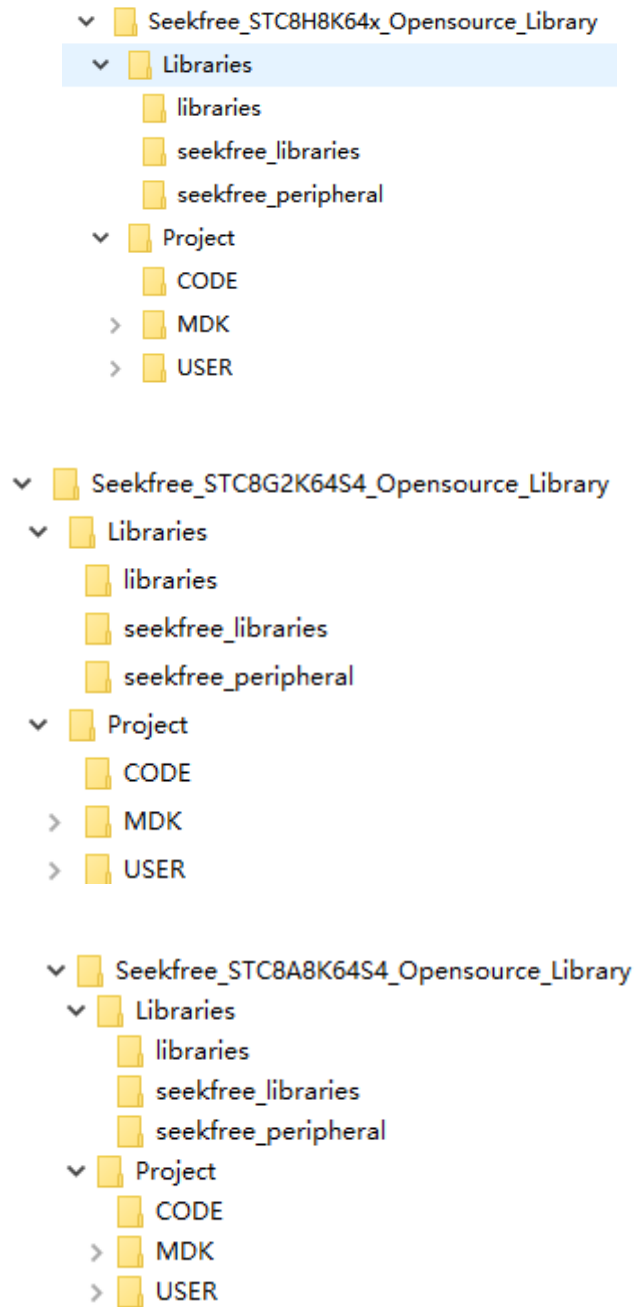 Seekfree_STC8H8K64x_Opensource_Library
Libraries
libraries
seekfree_libraries
seekfree_peripheral
Project
CODE
MDK
USER
Seekfree_STC8G2K64S4_Opensource_Library
Libraries
libraries
seekfree_libraries
seekfree_peripheral
Project
CODE
MDK
USER
Seekfree_STC8A8K64S4_Opensource_Library
Libraries
libraries
seekfree_libraries
seekfree_peripheral
Project
CODE
MDK
USER